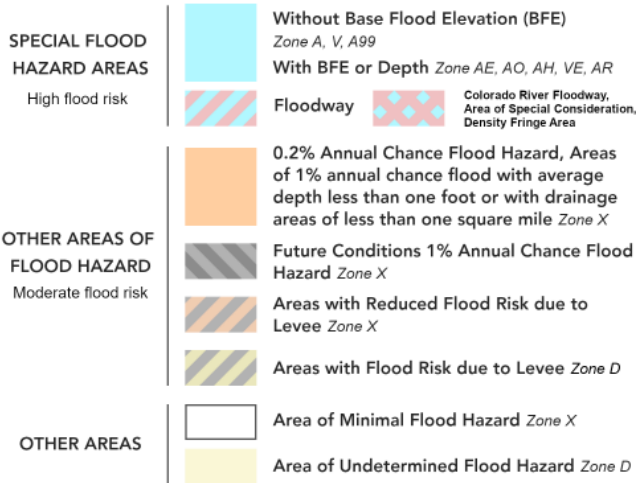 SPECIAL FLOOD
HAZARD AREAS
High flood risk
Without Base Flood Elevation (BFE)
Zone A, V, A99
With BFE or Depth Zone AE, AO, AH, VE, AR
Floodway
Colorado River Floodway,
Area of Special Consideration,
Density Fringe Area
OTHER AREAS OF
FLOOD HAZARD
Moderate flood risk
0.2% Annual Chance Flood Hazard, Areas
of 1% annual chance flood with average
depth less than one foot or with drainage
areas of less than one square mile Zone X
Future Conditions 1% Annual Chance Flood
Hazard Zone X
Areas with Reduced Flood Risk due to
Levee Zone X
Areas with Flood Risk due to Levee Zone D
OTHER AREAS
Area of Minimal Flood Hazard Zone X
Area of Undetermined Flood Hazard Zone D